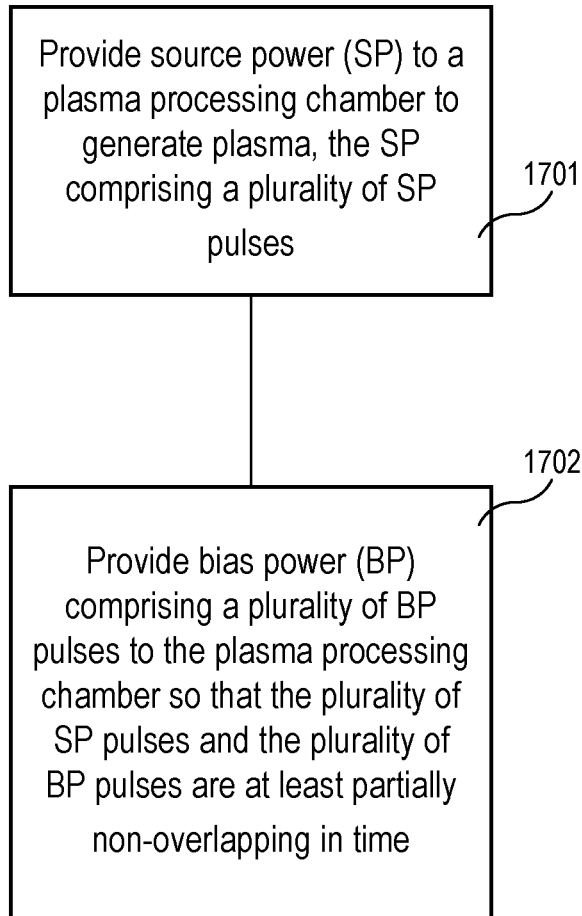 Provide source power (SP) to a
plasma processing chamber to
generate plasma, the SP
comprising a plurality of SP
pulses
1701
1702
Provide bias power (BP)
comprising a plurality of BP
pulses to the plasma processing
chamber so that the plurality of
SP pulses and the plurality of
BP pulses are at least partially
non-overlapping in time